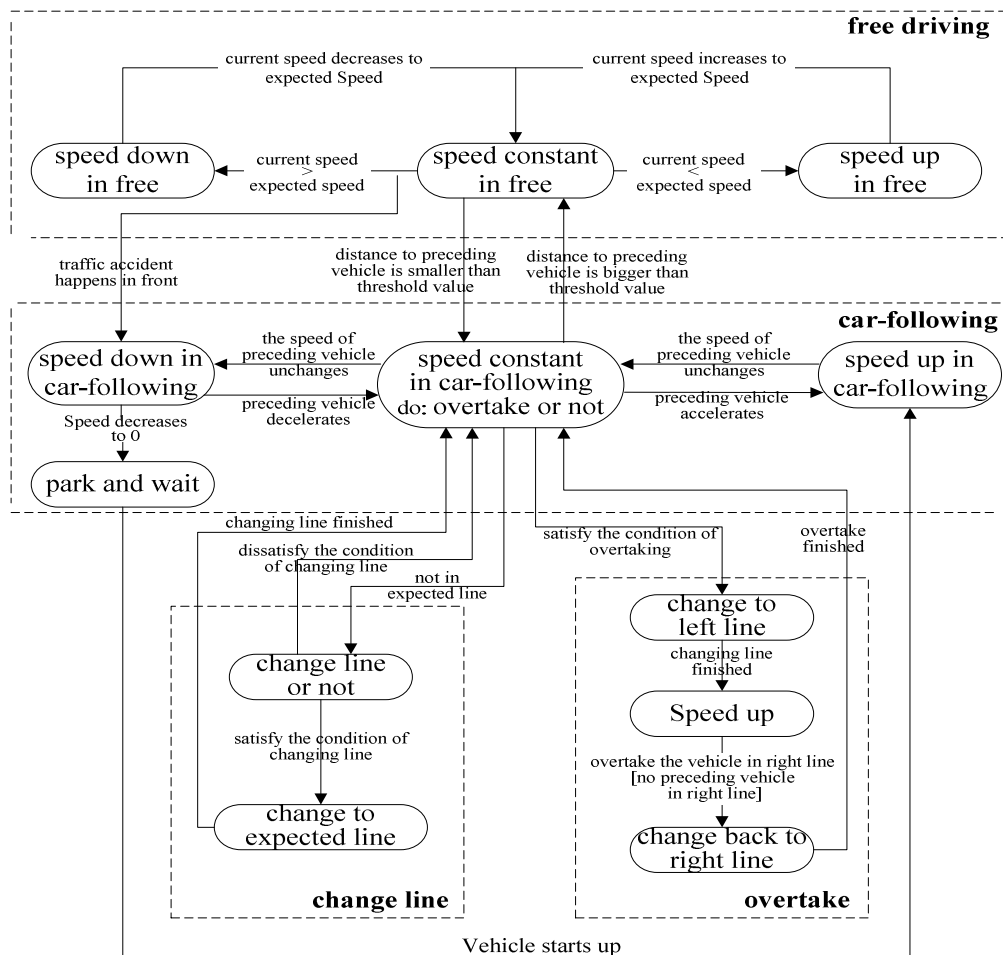 free driving
current speed decreases to
expected Speed
current speed increases to
expected Speed
speed down
in free
current speed
>
expected speed
speed constant
in free
current speed
<
expected speed
speed up
in free
traffic accident
happens in front
distance to preceding
vehicle is smaller than
threshold value
distance to preceding
vehicle is bigger than
threshold value
car-following
speed down in
car-following
the speed of
preceding vehicle
unchanges
preceding vehicle
decelerates
speed constant
in car-following
do: overtake or not
the speed of
preceding vehicle
unchanges
preceding vehicle
accelerates
speed up in
car-following
Speed decreases
to 0
park and wait
changing line finished
dissatisfy the condition
of changing line
not in
expected line
satisfy the condition of
overtaking
overtake
finished
change line
or not
satisfy the condition of
changing line
change to
expected line
change line
change to
left line
changing line
finished
Speed up
overtake the vehicle in right line
[no preceding vehicle
in right line]
change back to
right line
overtake
Vehicle starts up